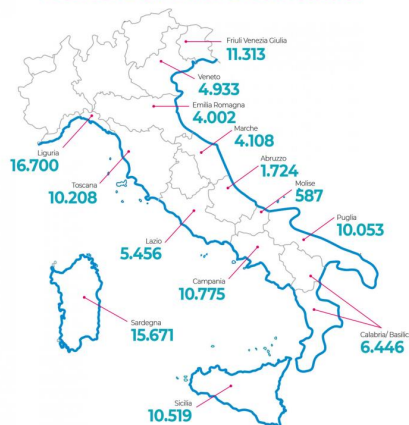 Friuli Venezia Giulia
11.313
Veneto
4.933
Emilia Romagna
4.002
Marche
4.108
Liguria
16.700
Abruzzo
1.724
Toscana
10.208
Molise
587
Puglia
10.053
Lazio
5.456
Campania
10.775
Sardegna
15.671
Calabria/ Basilic
6.446
Sicilia
10.519